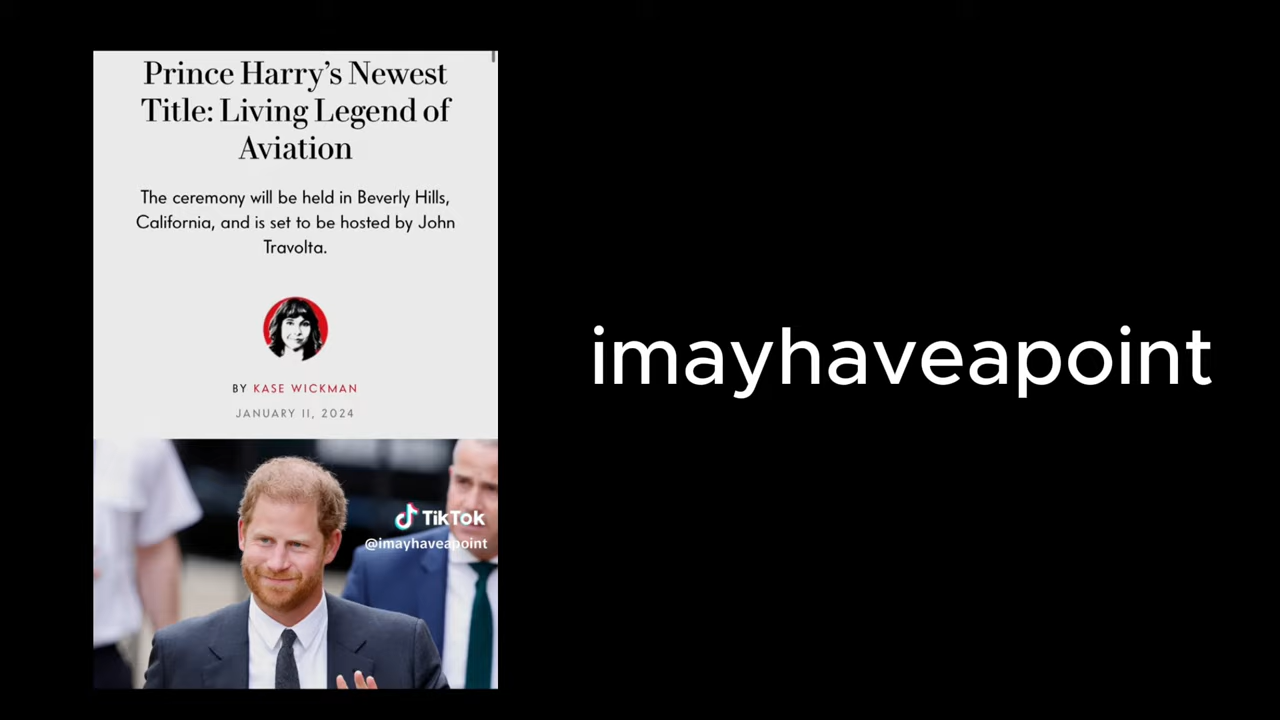 Prince Harry’s Newest
Title: Living Legend of
Aviation
The ceremony will be held in Beverly Hills,
California, and is set to be hosted by John
Travolta.
BY KASE WICKMAN
JANUARY 11, 2024
TikTok
@imayhaveapoint
imayhaveapoint